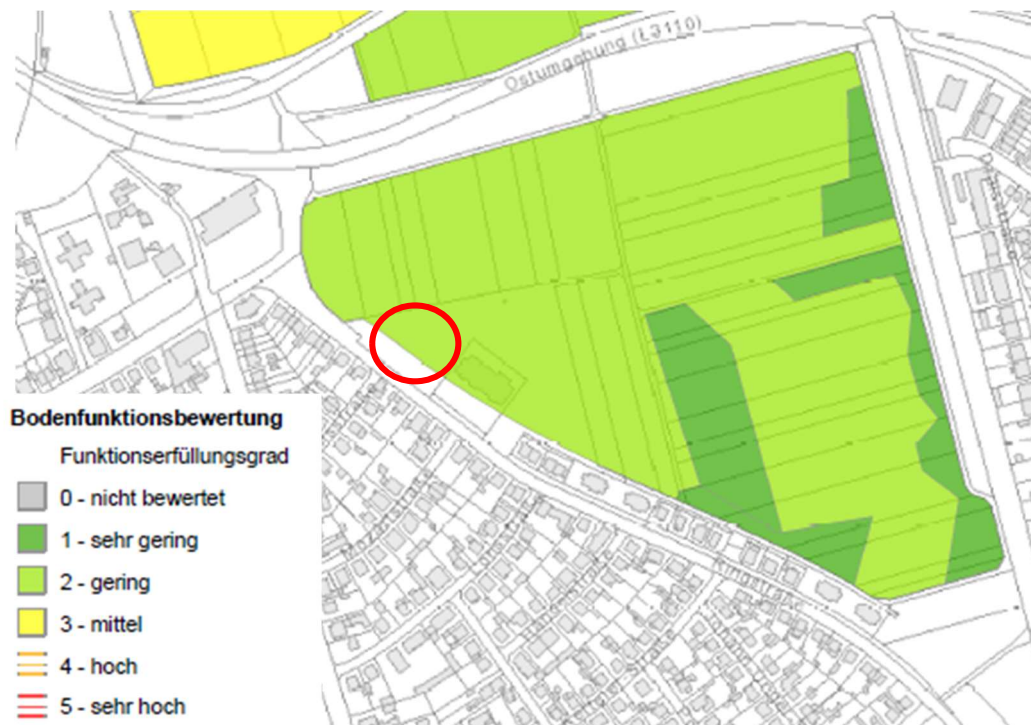 Ostumgehung (L3110)
Bodenfunktionsbewertung
Funktionserfüllungsgrad
0 - nicht bewertet
1 - sehr gering
2 - gering
3 - mittel
4 - hoch
5 - sehr hoch